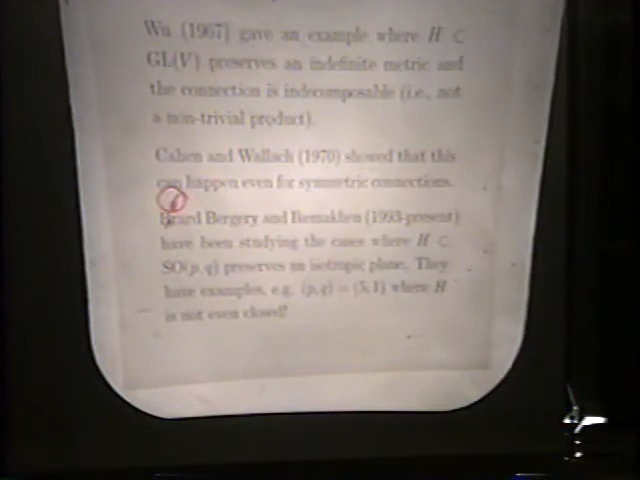 Wu (1967) gave an example where H ⊂
GL(V) preserves an indefinite metric and
the connection is indecomposable (i.e., not
a non-trivial product).
Cahen and Wallach (1970) showed that this
can happen even for symmetric connections.
Bérard Bergery and Ikemakhen (1993-present)
have been studying the cases where H ⊂
SO(p, q) preserves an isotropic plane. They
have examples, e.g. (p, q) = (5, 1) where H
is not even closed!